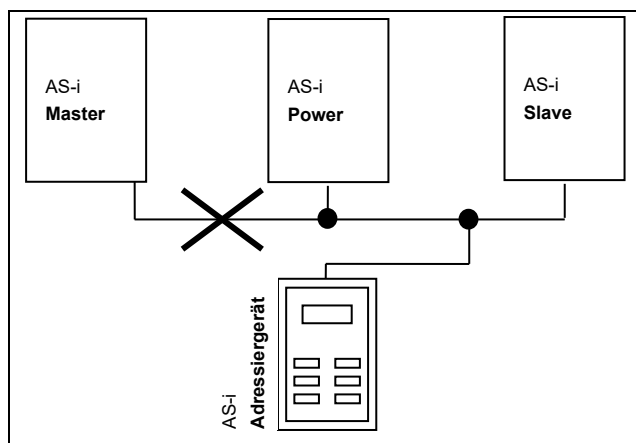 AS-i
Master
AS-i
Power
AS-i
Slave
AS-i
Adressiergerät